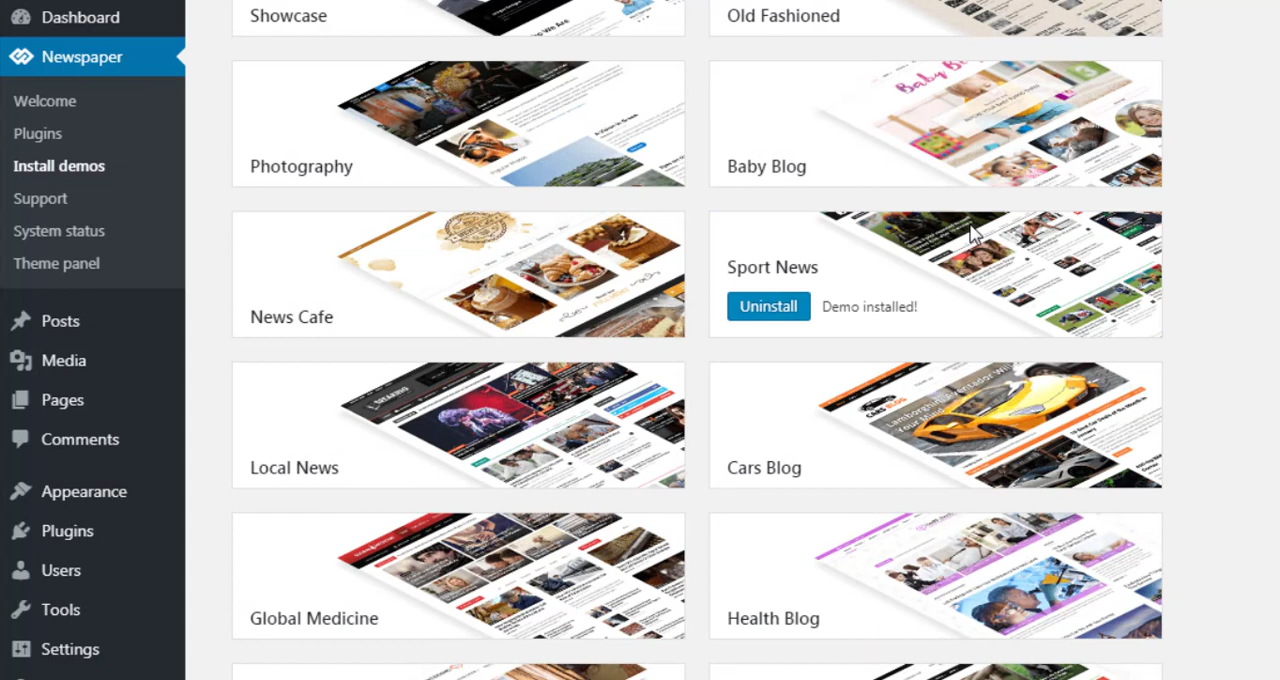 Dashboard
Newspaper
Welcome
Plugins
Install demos
Support
System status
Theme panel
Posts
Media
Pages
Comments
Appearance
Plugins
Users
Tools
Settings
Showcase
Old Fashioned
Photography
Baby Blog
News Cafe
Sport News
Uninstall
Demo installed!
Local News
Cars Blog
CARS BLOG
Global Medicine
Health Blog